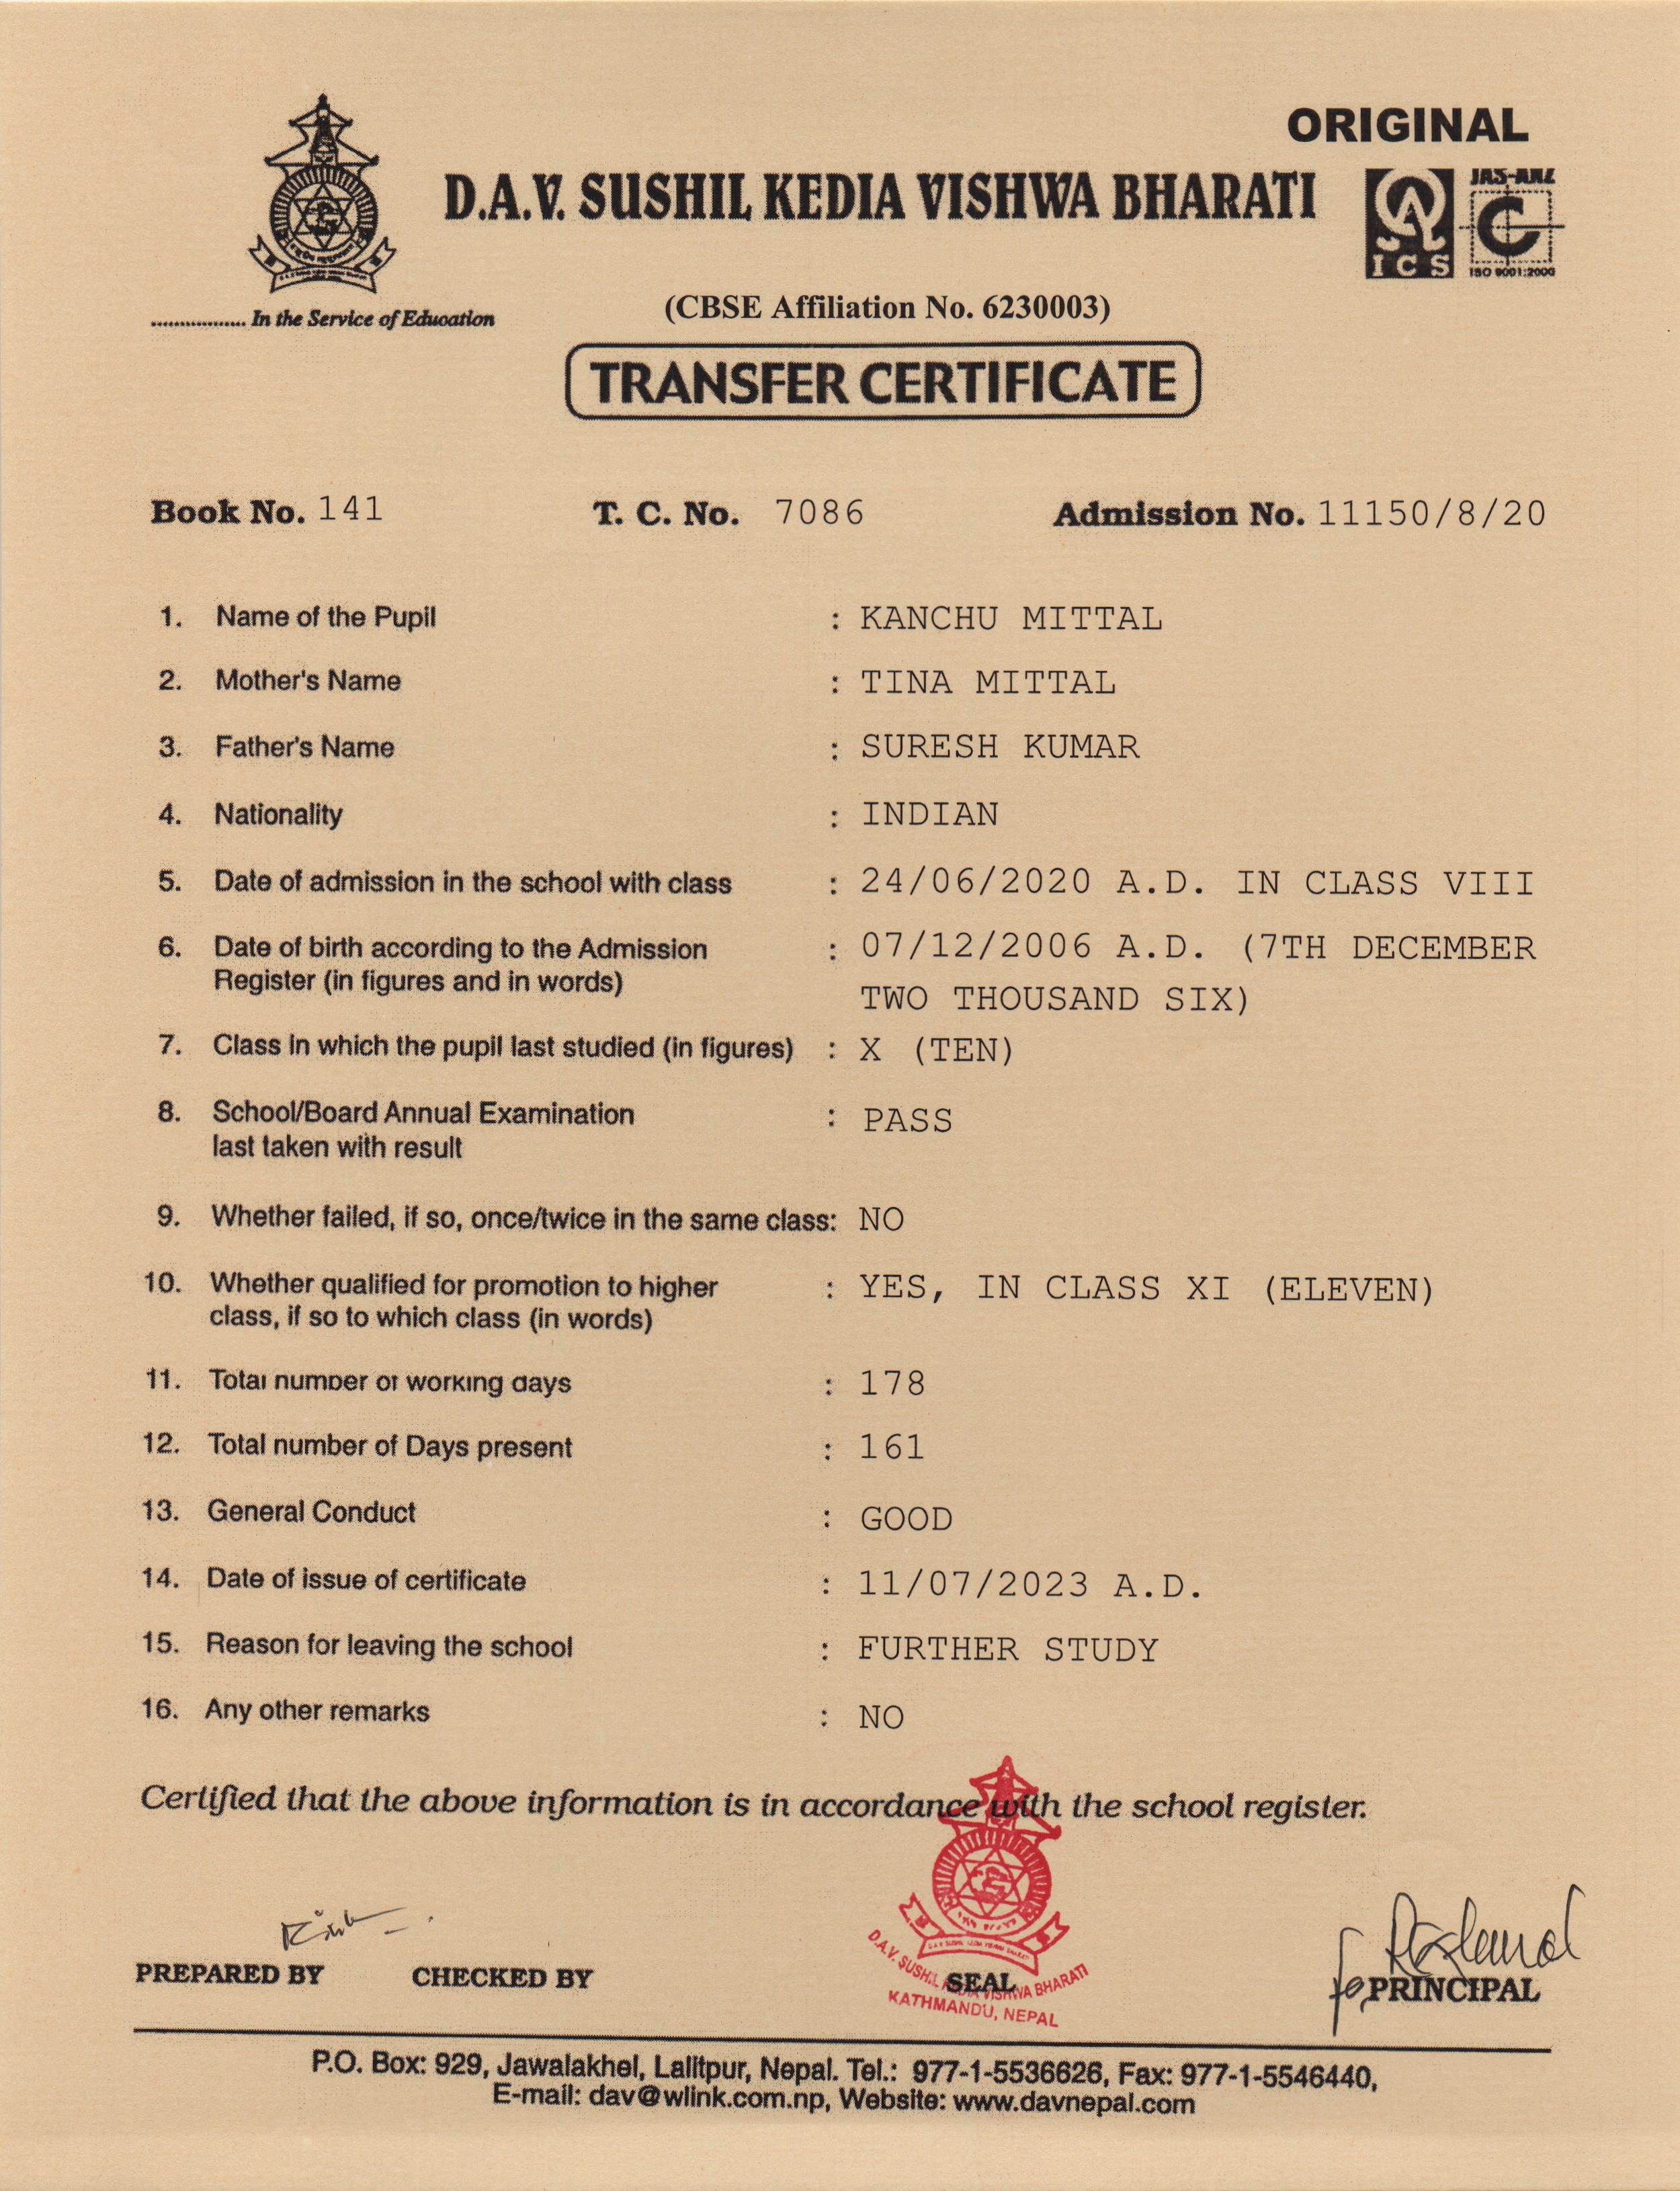 ORIGINAL
D.A.V. SUSHIL KEDIA VISHWA BHARATI
JAS-ANZ
ICS
ISO 9001:2000
................. In the Service of Education
(CBSE Affiliation No. 6230003)
TRANSFER CERTIFICATE
Book No. 141 T. C. No. 7086 Admission No. 11150/8/20
1. Name of the Pupil : KANCHU MITTAL
2. Mother's Name : TINA MITTAL
3. Father's Name : SURESH KUMAR
4. Nationality : INDIAN
5. Date of admission in the school with class : 24/06/2020 A.D. IN CLASS VIII
6. Date of birth according to the Admission : 07/12/2006 A.D. (7TH DECEMBER
Register (in figures and in words) TWO THOUSAND SIX)
7. Class in which the pupil last studied (in figures) : X (TEN)
8. School/Board Annual Examination : PASS
last taken with result
9. Whether failed, if so, once/twice in the same class: NO
10. Whether qualified for promotion to higher : YES, IN CLASS XI (ELEVEN)
class, if so to which class (in words)
11. Total number of working days : 178
12. Total number of Days present : 161
13. General Conduct : GOOD
14. Date of issue of certificate : 11/07/2023 A.D.
15. Reason for leaving the school : FURTHER STUDY
16. Any other remarks : NO
Certified that the above information is in accordance with the school register.
PREPARED BY CHECKED BY SEAL for PRINCIPAL
D.A.V. SUSHIL KEDIA VISHWA BHARATI
KATHMANDU, NEPAL
P.O. Box: 929, Jawalakhel, Lalitpur, Nepal. Tel.: 977-1-5536626, Fax: 977-1-5546440,
E-mail: dav@wlink.com.np, Website: www.davnepal.com